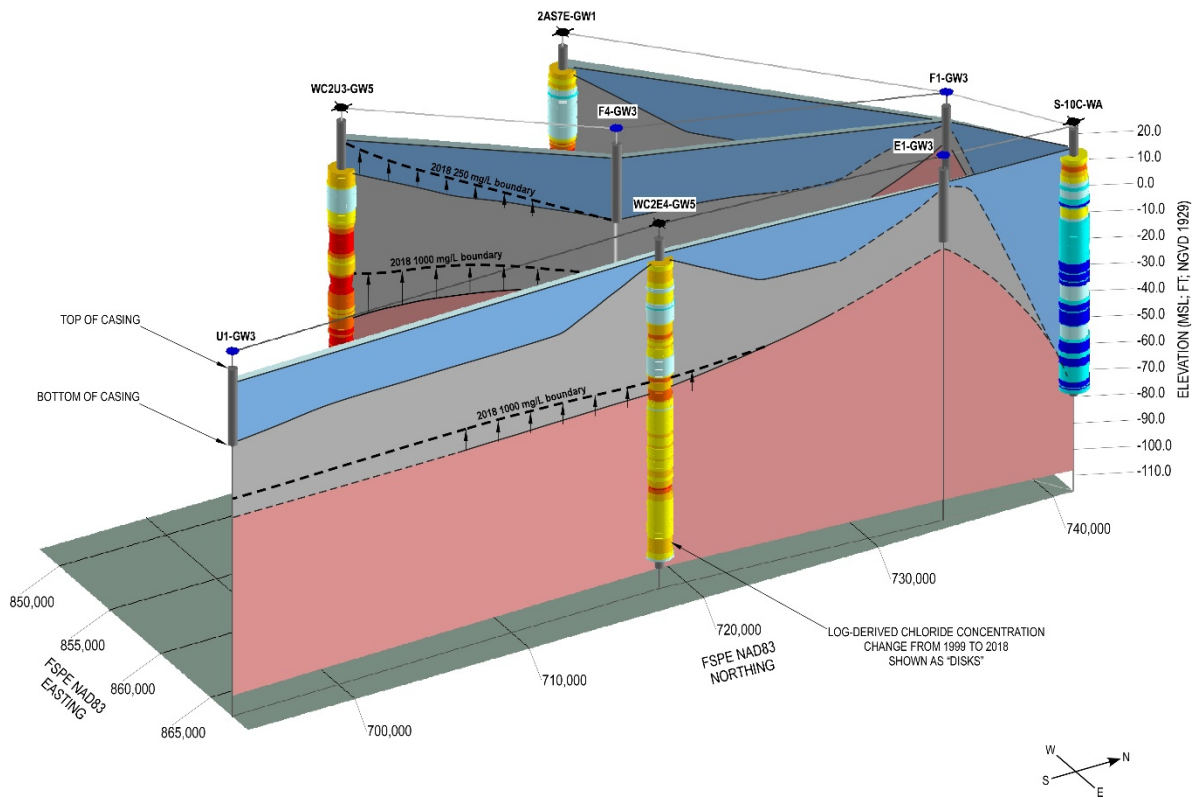 2AS7E-GW1
WC2U3-GW5
F4-GW3
F1-GW3
S-10C-WA
E1-GW3
20.0
10.0
0.0
-10.0
-20.0
-30.0
-40.0
-50.0
-60.0
-70.0
-80.0
-90.0
-100.0
-110.0
ELEVATION (MSL; FT; NGVD 1929)
2018 250 mg/L boundary
WC2E4-GW5
2018 1000 mg/L boundary
TOP OF CASING
U1-GW3
BOTTOM OF CASING
2018 1000 mg/L boundary
850,000
855,000
860,000
865,000
FSPE NAD83
EASTING
700,000
710,000
720,000
730,000
740,000
FSPE NAD83
NORTHING
LOG-DERIVED CHLORIDE CONCENTRATION
CHANGE FROM 1999 TO 2018
SHOWN AS "DISKS"
W
N
S
E